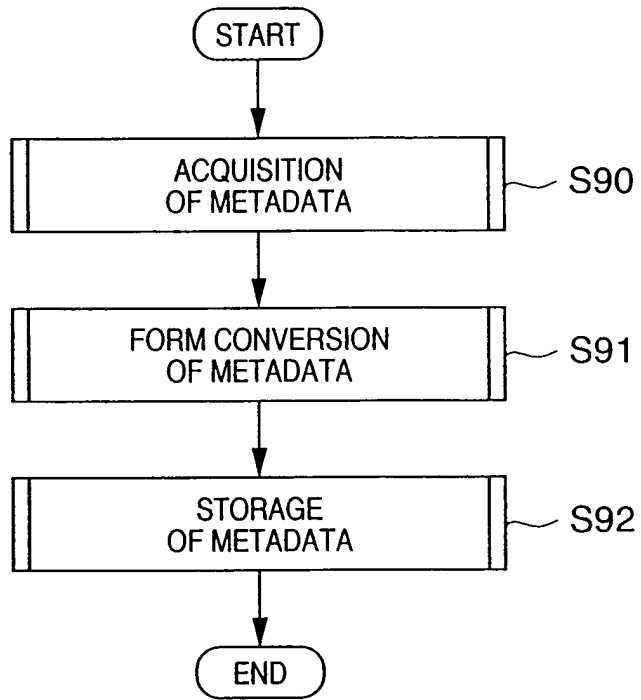 START
ACQUISITION
OF METADATA
S90
FORM CONVERSION
OF METADATA
S91
STORAGE
OF METADATA
S92
END